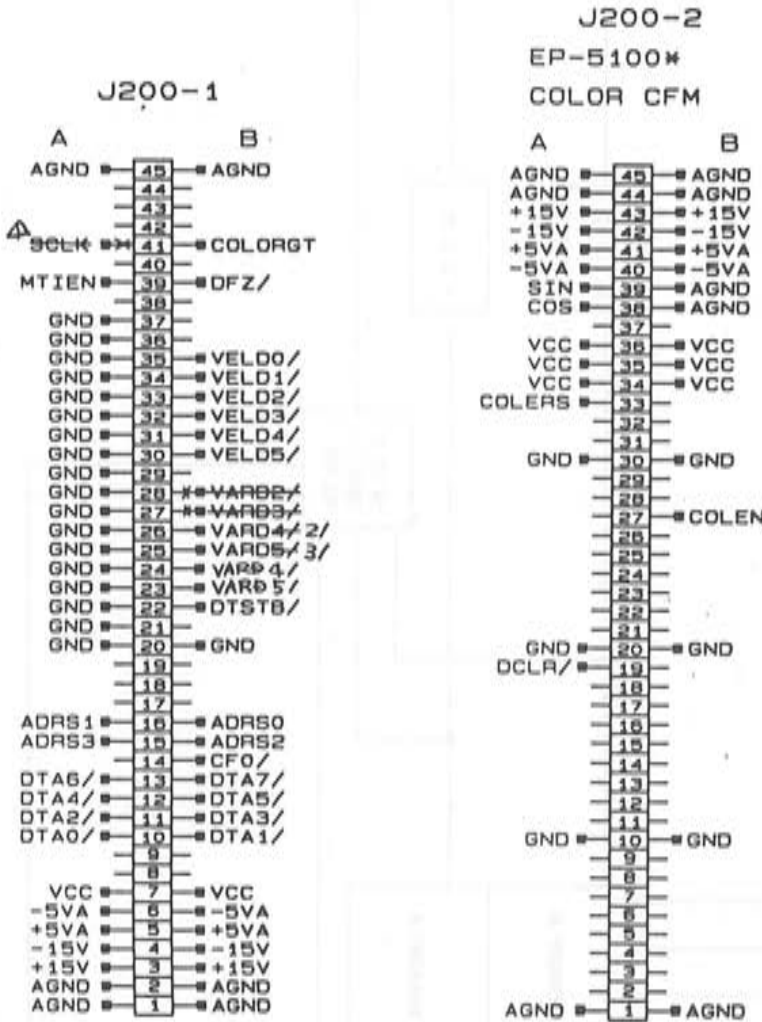 J200-1
A B
AGND 45 AGND
44
43
42
SCLK 41 COLORGT
40
MTIEN 39 DFZ/
38
GND 37
GND 36
GND 35 VELD0/
GND 34 VELD1/
GND 33 VELD2/
GND 32 VELD3/
GND 31 VELD4/
GND 30 VELD5/
GND 29
GND 28 VARD2/
GND 27 VARD3/
GND 26 VARD4/ 2/
GND 25 VARD5/ 3/
GND 24 VARD4/
GND 23 VARD5/
GND 22 DTSTB/
GND 21
GND 20 GND
19
18
17
ADRS1 16 ADRS0
ADRS3 15 ADRS2
14 CF0/
DTA6/ 13 DTA7/
DTA4/ 12 DTA5/
DTA2/ 11 DTA3/
DTA0/ 10 DTA1/
9
8
VCC 7 VCC
-5VA 6 -5VA
+5VA 5 +5VA
-15V 4 -15V
+15V 3 +15V
AGND 2 AGND
AGND 1 AGND
J200-2
EP-5100*
COLOR CFM
A B
AGND 45 AGND
AGND 44 AGND
+15V 43 +15V
-15V 42 -15V
+5VA 41 +5VA
-5VA 40 -5VA
SIN 39 AGND
COS 38 AGND
37
VCC 36 VCC
VCC 35 VCC
VCC 34 VCC
COLERS 33
32
31
GND 30 GND
29
28
27 COLEN
26
25
24
23
22
21
GND 20 GND
DCLR/ 19
18
17
16
15
14
13
12
11
GND 10 GND
9
8
7
6
5
4
3
2
AGND 1 AGND